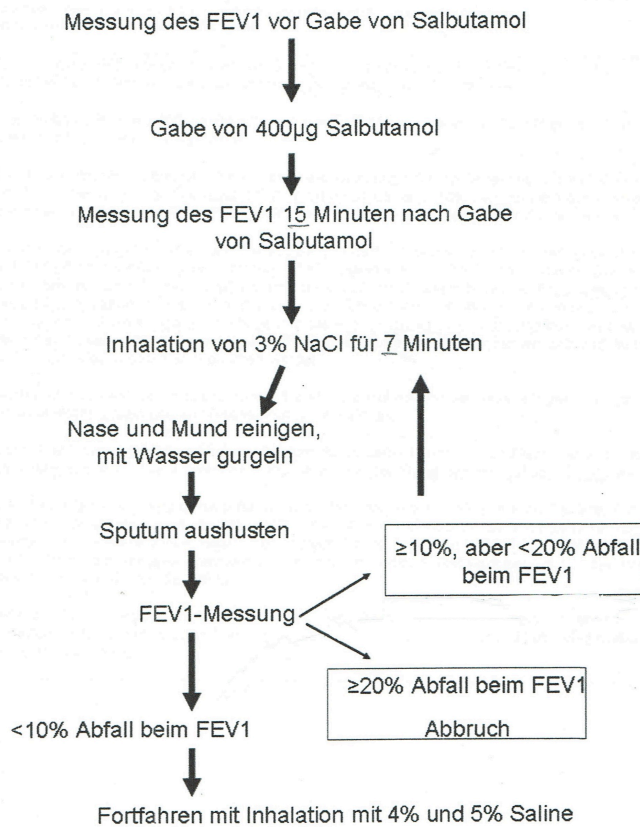 Messung des FEV1 vor Gabe von Salbutamol
Gabe von 400µg Salbutamol
Messung des FEV1 15 Minuten nach Gabe
von Salbutamol
Inhalation von 3% NaCl für 7 Minuten
Nase und Mund reinigen,
mit Wasser gurgeln
Sputum aushusten
≥10%, aber <20% Abfall
beim FEV1
FEV1-Messung
≥20% Abfall beim FEV1
Abbruch
<10% Abfall beim FEV1
Fortfahren mit Inhalation mit 4% und 5% Saline